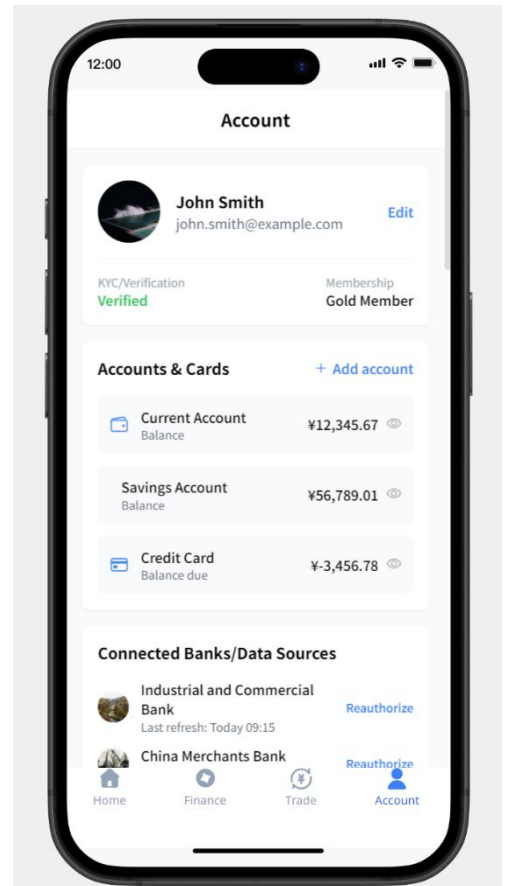 12:00
Account
John Smith
john.smith@example.com
Edit
KYC/Verification
Membership
Verified
Gold Member
Accounts & Cards
+ Add account
Current Account
Balance
¥12,345.67
Savings Account
Balance
¥56,789.01
Credit Card
Balance due
¥-3,456.78
Connected Banks/Data Sources
Industrial and Commercial
Bank
Last refresh: Today 09:15
Reauthorize
China Merchants Bank
Reauthorize
Home
Finance
Trade
Account